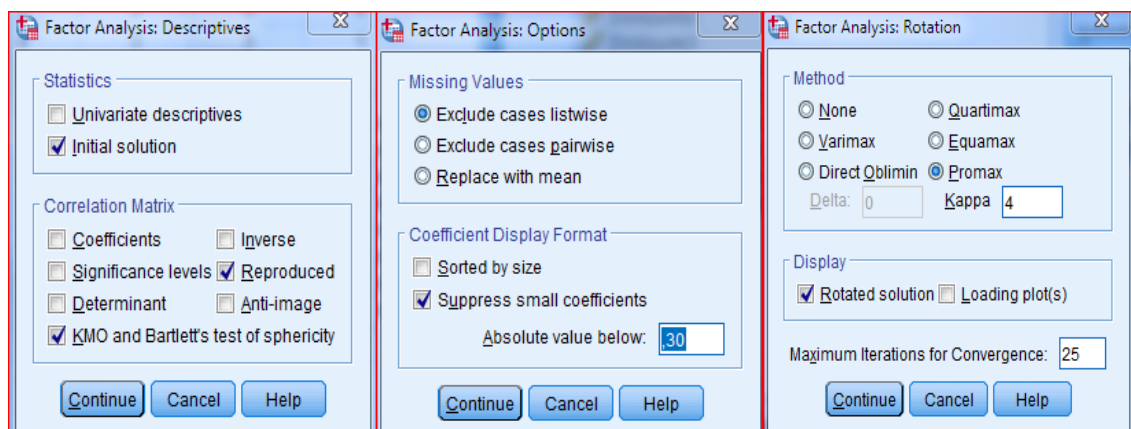 Factor Analysis: Descriptives
Statistics
Univariate descriptives
Initial solution
Correlation Matrix
Coefficients Inverse
Significance levels Reproduced
Determinant Anti-image
KMO and Bartlett's test of sphericity
Continue Cancel Help
Factor Analysis: Options
Missing Values
Exclude cases listwise
Exclude cases pairwise
Replace with mean
Coefficient Display Format
Sorted by size
Suppress small coefficients
Absolute value below: ,30
Continue Cancel Help
Factor Analysis: Rotation
Method
None Quartimax
Varimax Equamax
Direct Oblimin Promax
Delta: 0 Kappa 4
Display
Rotated solution Loading plot(s)
Maximum Iterations for Convergence: 25
Continue Cancel Help